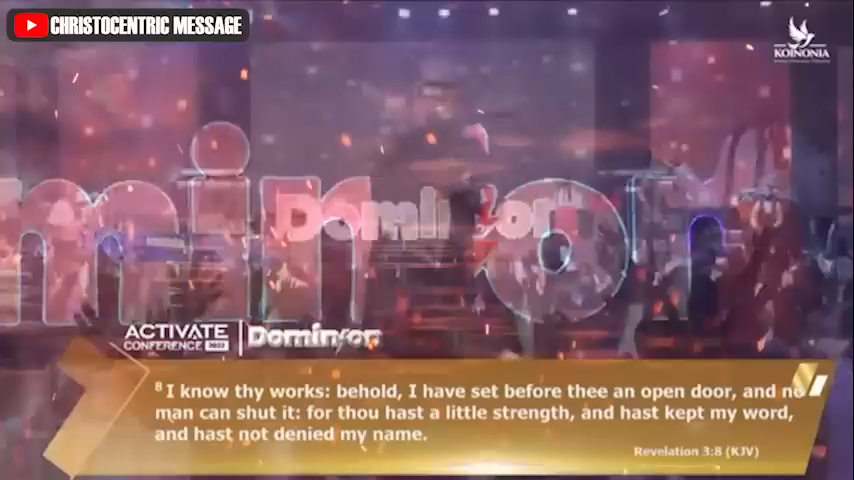 CHRISTOCENTRIC MESSAGE
KOINONIA
Dominion
ACTIVATE
CONFERENCE
Dominion
8 I know thy works: behold, I have set before thee an open door, and no
man can shut it: for thou hast a little strength, and hast kept my word,
and hast not denied my name.
Revelation 3:8 (KJV)